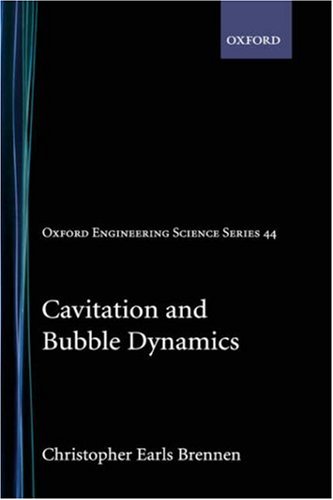 OXFORD
Oxford Engineering Science Series 44
Cavitation and
Bubble Dynamics
Christopher Earls Brennen